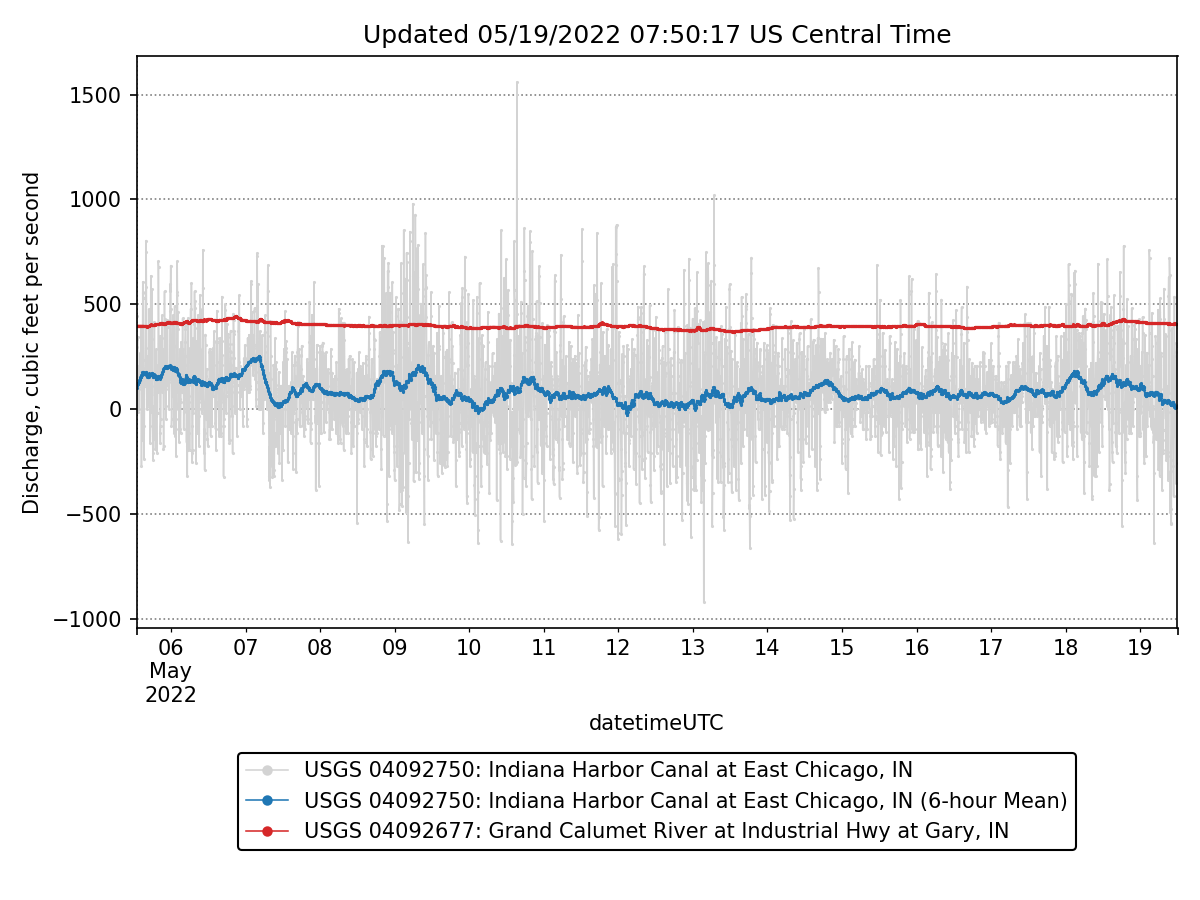 Updated 05/19/2022 07:50:17 US Central Time
Discharge, cubic feet per second
1500
1000
500
0
−500
−1000
06 07 08 09 10 11 12 13 14 15 16 17 18 19
May
2022
datetimeUTC
USGS 04092750: Indiana Harbor Canal at East Chicago, IN
USGS 04092750: Indiana Harbor Canal at East Chicago, IN (6-hour Mean)
USGS 04092677: Grand Calumet River at Industrial Hwy at Gary, IN